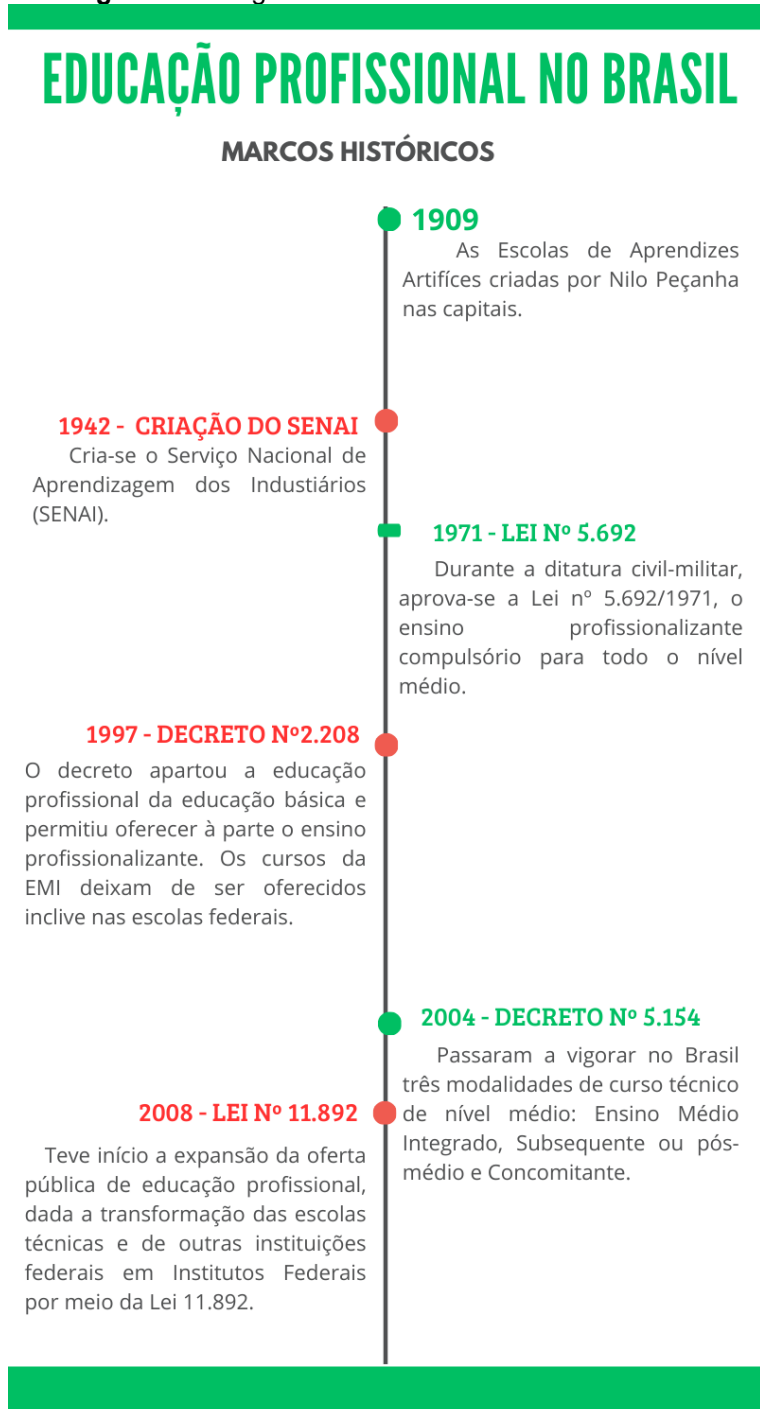 EDUCAÇÃO PROFISSIONAL NO BRASIL
MARCOS HISTÓRICOS
1909
As Escolas de Aprendizes
Artifíces criadas por Nilo Peçanha
nas capitais.
1942 - CRIAÇÃO DO SENAI
Cria-se o Serviço Nacional de
Aprendizagem dos Industiários
(SENAI).
1971 - LEI Nº 5.692
Durante a ditatura civil-militar,
aprova-se a Lei nº 5.692/1971, o
ensino profissionalizante
compulsório para todo o nível
médio.
1997 - DECRETO Nº2.208
O decreto apartou a educação
profissional da educação básica e
permitiu oferecer à parte o ensino
profissionalizante. Os cursos da
EMI deixam de ser oferecidos
inclive nas escolas federais.
2004 - DECRETO Nº 5.154
Passaram a vigorar no Brasil
três modalidades de curso técnico
de nível médio: Ensino Médio
Integrado, Subsequente ou pós-
médio e Concomitante.
2008 - LEI Nº 11.892
Teve início a expansão da oferta
pública de educação profissional,
dada a transformação das escolas
técnicas e de outras instituições
federais em Institutos Federais
por meio da Lei 11.892.